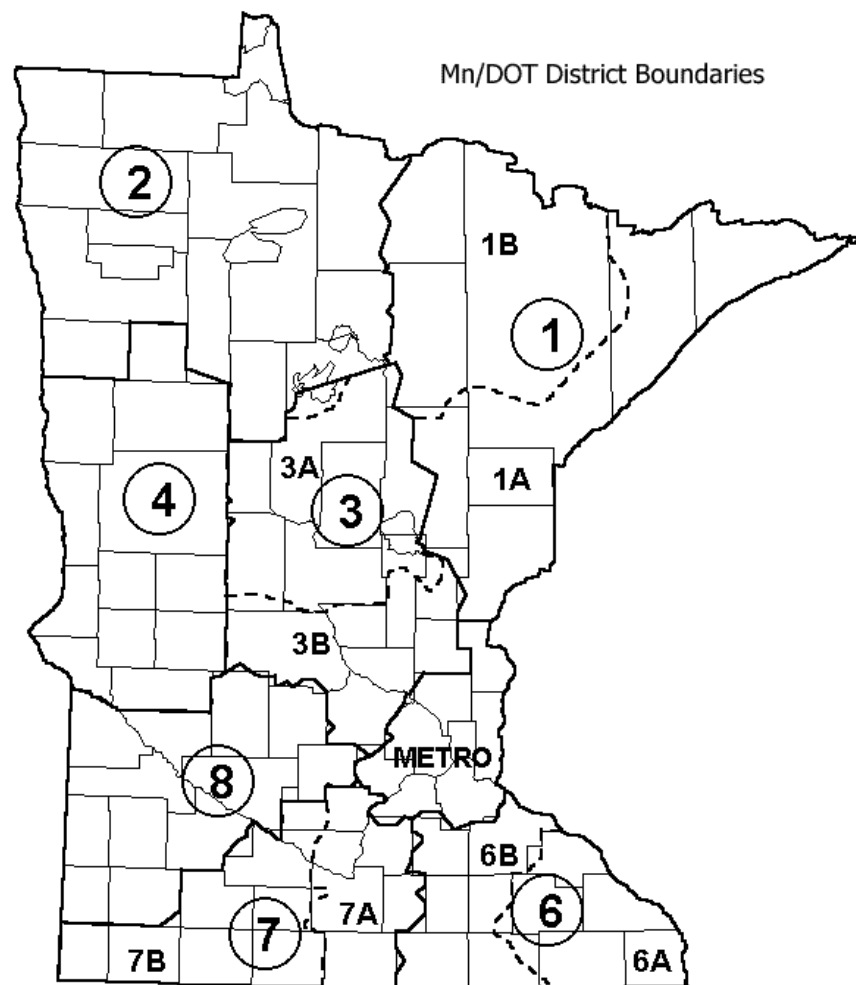 Mn/DOT District Boundaries
2
1B
1
3A
1A
4
3
3B
METRO
8
6B
7A
6
7
7B
6A